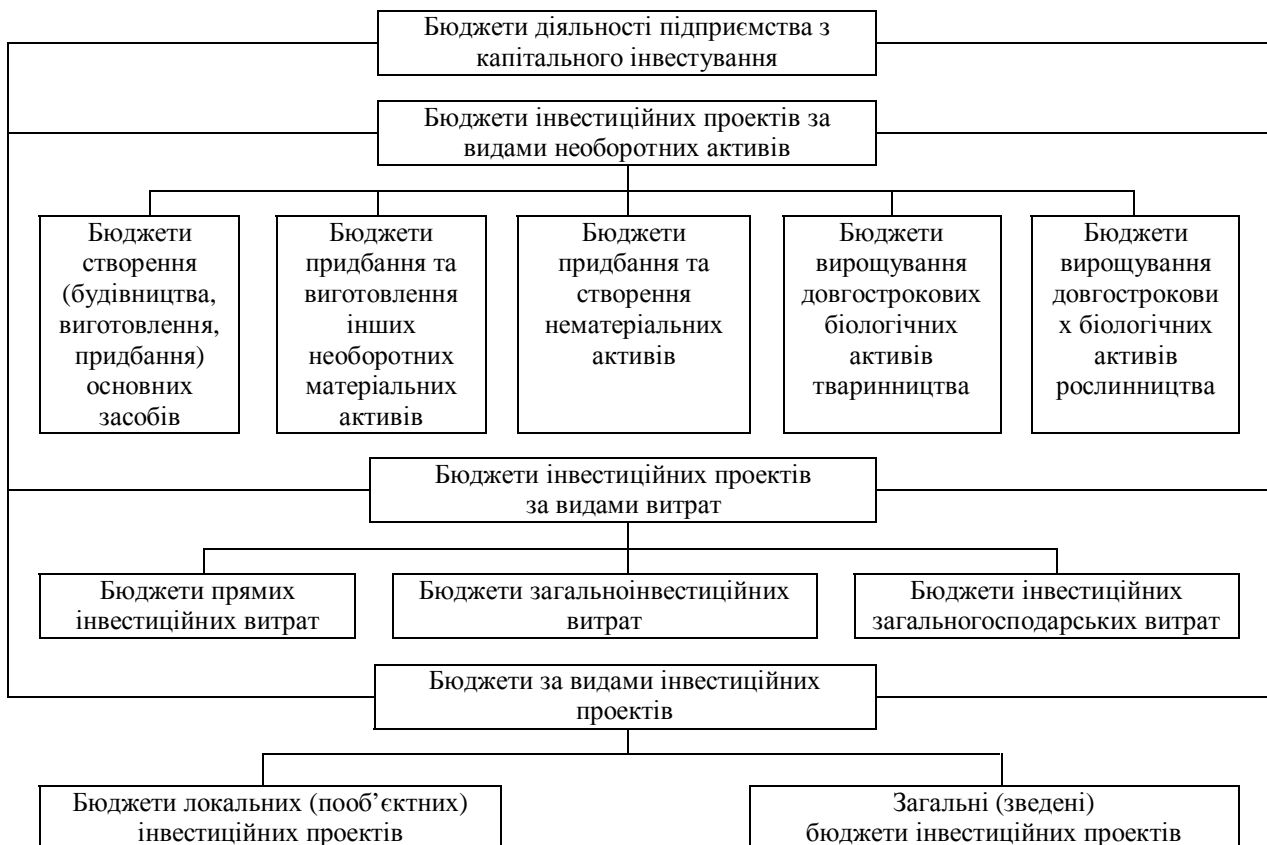 Бюджети діяльності підприємства з
капітального інвестування
Бюджети інвестиційних проектів за
видами необоротних активів
Бюджети
створення
(будівництва,
виготовлення,
придбання)
основних
засобів
Бюджети
придбання та
виготовлення
інших
необоротних
матеріальних
активів
Бюджети
придбання та
створення
нематеріальних
активів
Бюджети
вирощування
довгострокових
біологічних
активів
тваринництва
Бюджети
вирощування
довгострокови
х біологічних
активів
рослинництва
Бюджети інвестиційних проектів
за видами витрат
Бюджети прямих
інвестиційних витрат
Бюджети загальноінвестиційних
витрат
Бюджети інвестиційних
загальногосподарських витрат
Бюджети за видами інвестиційних
проектів
Бюджети локальних (пооб’єктних)
інвестиційних проектів
Загальні (зведені)
бюджети інвестиційних проектів